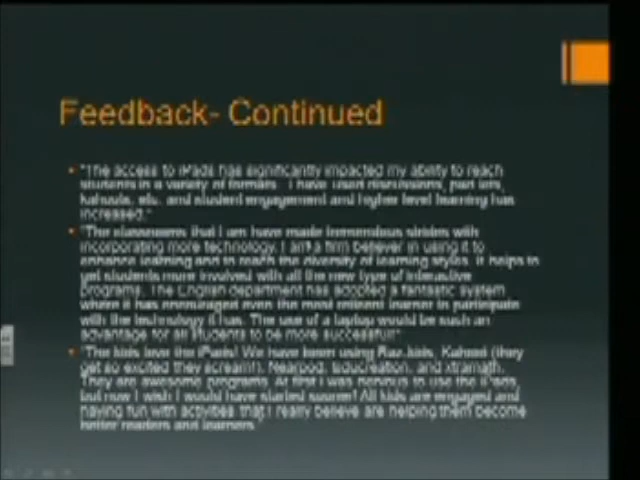 Feedback- Continued
"The access to iPads has significantly impacted my ability to reach
students in a variety of formats. I have used discussions,
kahoots, etc. and student engagement and higher level learning has
increased."
"The classrooms that I am have made tremendous strides with
incorporating more technology. I am a firm believer in using it to
enhance learning and to reach the diversity of learning styles. It helps to
get students more involved with all the new type of interactive
programs. The English department has adopted a fantastic system
where it has encouraged even the most reticent learner to participate
with the technology it has. The use of a laptop would be such an
advantage for all students to be more successful!"
"The kids love the iPads! We have been using Raz-kids, Kahoot (they
get so excited they scream!), Nearpod, Educreation, and xtramath.
They are awesome programs. At first I was nervous to use the iPads,
but now I wish I would have started sooner! All kids are engaged and
having fun with activities that I really believe are helping them become
better readers and learners."